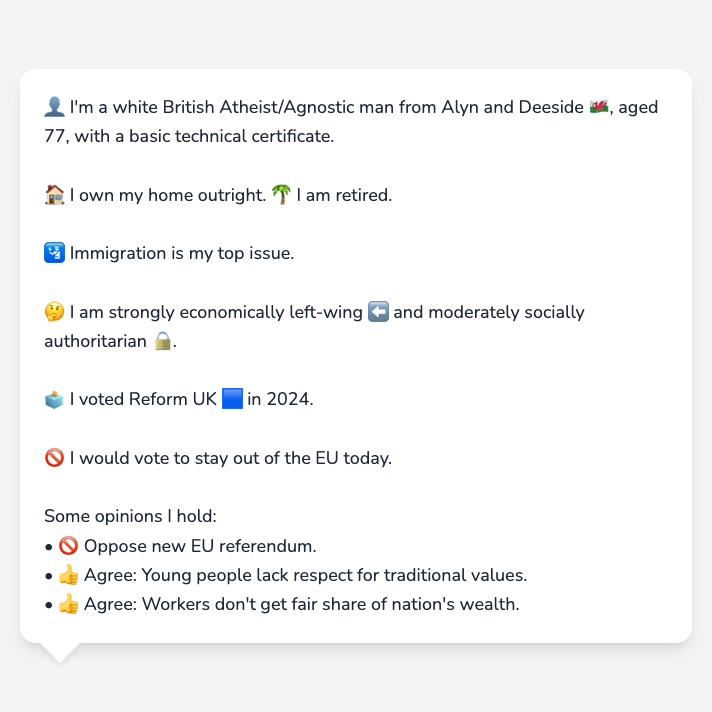 👤 I'm a white British Atheist/Agnostic man from Alyn and Deeside 🏴󠁧󠁢󠁷󠁬󠁳󠁿, aged
77, with a basic technical certificate.
🏠 I own my home outright. 🌴 I am retired.
🛂 Immigration is my top issue.
🤔 I am strongly economically left-wing ⬅️ and moderately socially
authoritarian 🔒.
🗳️ I voted Reform UK 🟦 in 2024.
🚫 I would vote to stay out of the EU today.
Some opinions I hold:
• 🚫 Oppose new EU referendum.
• 👍 Agree: Young people lack respect for traditional values.
• 👍 Agree: Workers don't get fair share of nation's wealth.